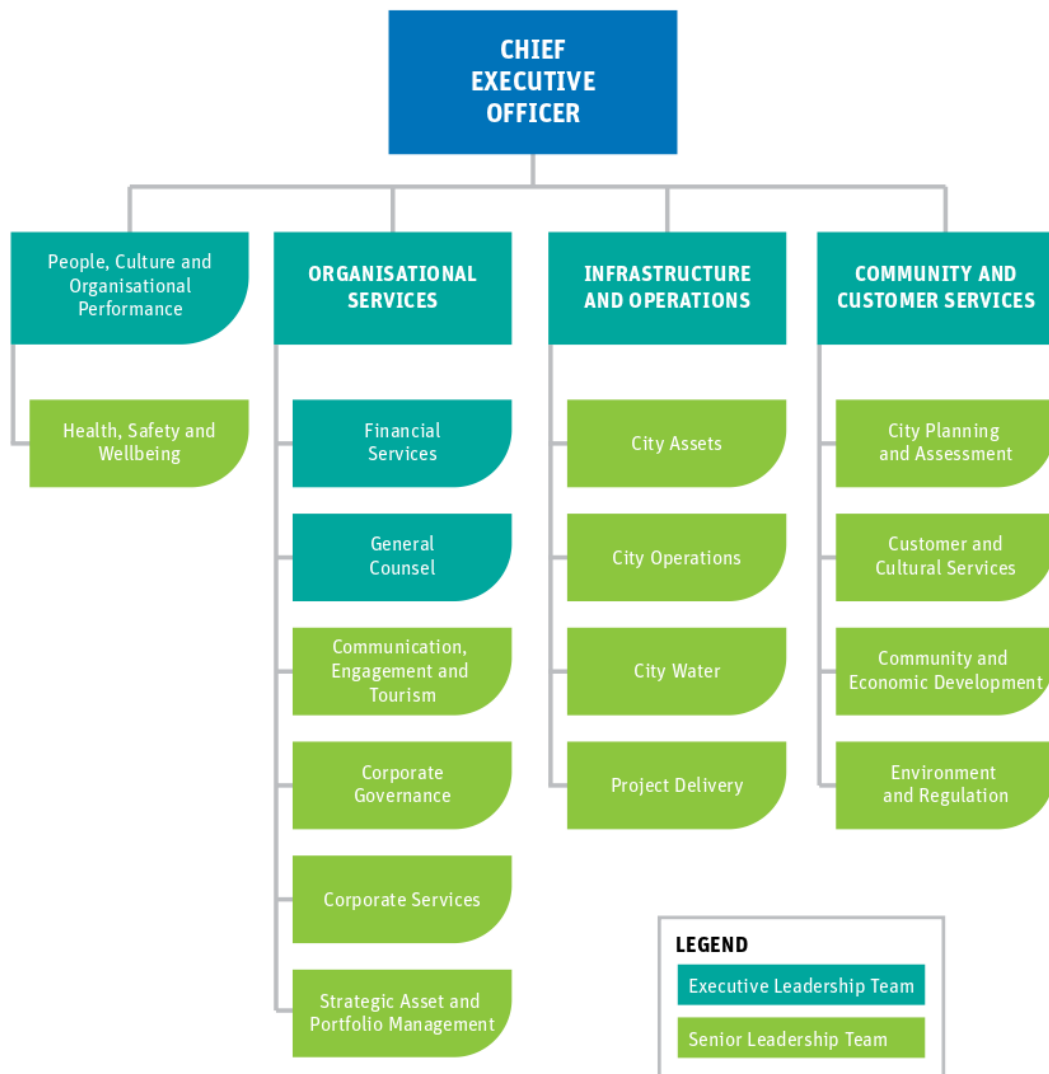 CHIEF
EXECUTIVE
OFFICER
People, Culture and
Organisational
Performance
Health, Safety and
Wellbeing
ORGANISATIONAL
SERVICES
Financial
Services
General
Counsel
Communication,
Engagement and
Tourism
Corporate
Governance
Corporate Services
Strategic Asset and
Portfolio Management
INFRASTRUCTURE
AND OPERATIONS
City Assets
City Operations
City Water
Project Delivery
COMMUNITY AND
CUSTOMER SERVICES
City Planning
and Assessment
Customer and
Cultural Services
Community and
Economic Development
Environment
and Regulation
LEGEND
Executive Leadership Team
Senior Leadership Team